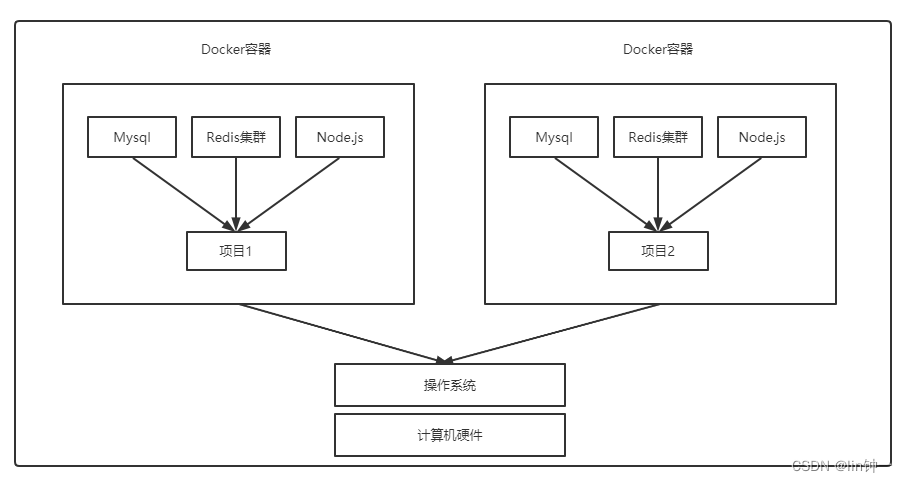 Docker容器
Docker容器
Mysql
Redis集群
Node.js
Mysql
Redis集群
Node.js
项目1
项目2
操作系统
计算机硬件
CSDN @lin钟